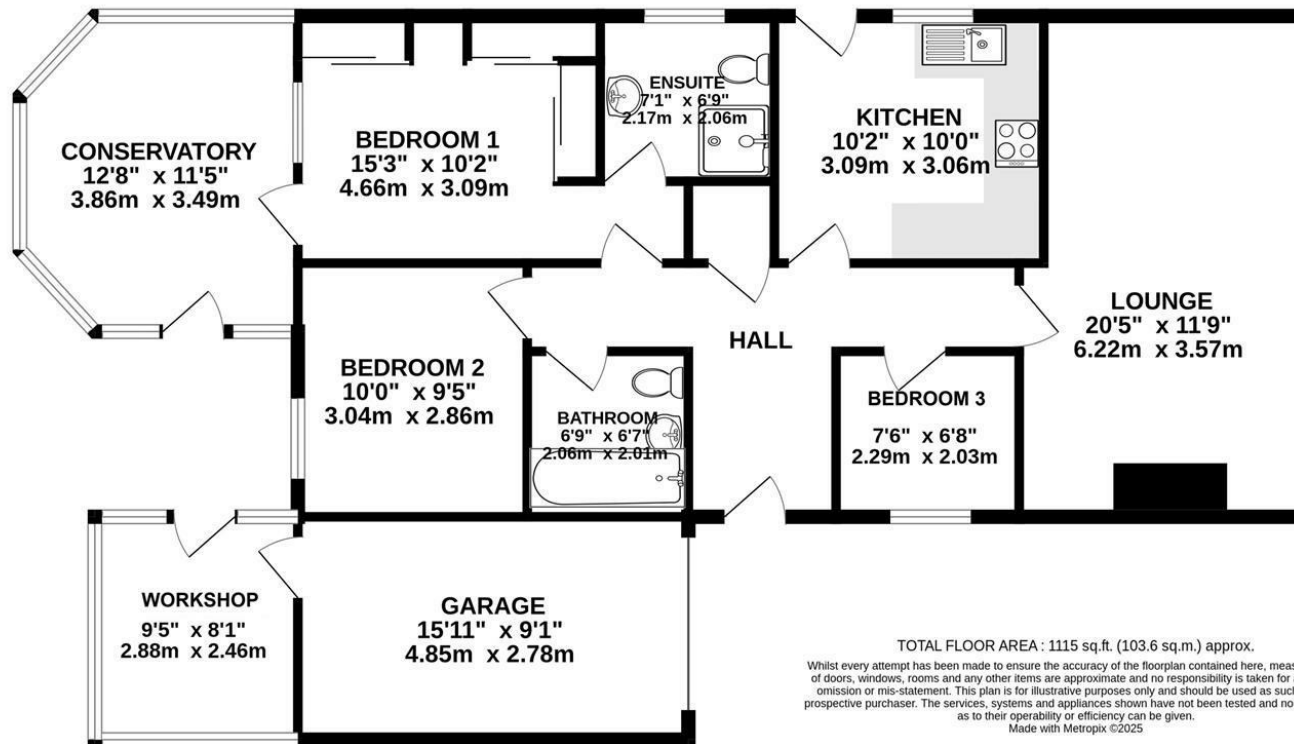 CONSERVATORY
12'8" x 11'5"
3.86m x 3.49m
BEDROOM 1
15'3" x 10'2"
4.66m x 3.09m
ENSUITE
7'1" x 6'9"
2.17m x 2.06m
KITCHEN
10'2" x 10'0"
3.09m x 3.06m
LOUNGE
20'5" x 11'9"
6.22m x 3.57m
HALL
BEDROOM 2
10'0" x 9'5"
3.04m x 2.86m
BATHROOM
6'9" x 6'7"
2.06m x 2.01m
BEDROOM 3
7'6" x 6'8"
2.29m x 2.03m
WORKSHOP
9'5" x 8'1"
2.88m x 2.46m
GARAGE
15'11" x 9'1"
4.85m x 2.78m
TOTAL FLOOR AREA : 1115 sq.ft. (103.6 sq.m.) approx.
Whilst every attempt has been made to ensure the accuracy of the floorplan contained here,
of doors, windows, rooms and any other items are approximate and no responsibility is taken for
omission or mis-statement. This plan is for illustrative purposes only and should be used as such
prospective purchaser. The services, systems and appliances shown have not been tested and no
as to their operability or efficiency can be given.
Made with Metropix ©2025